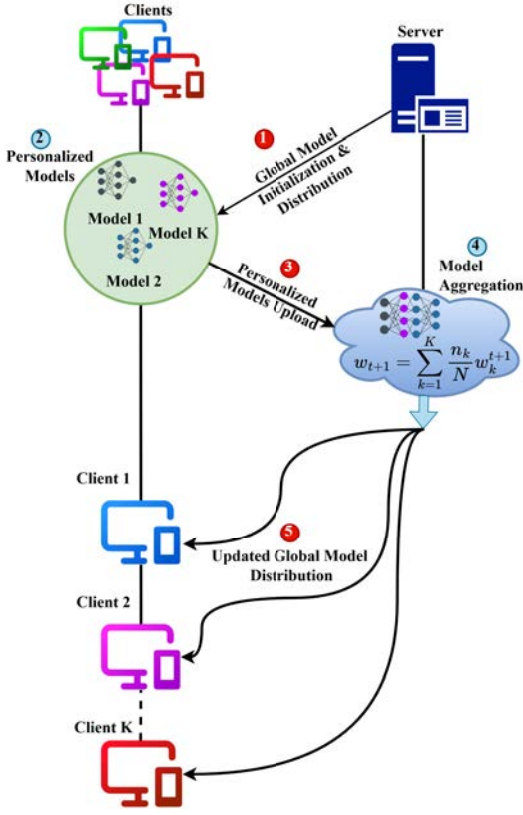 Clients
Server
1
2
Personalized
Models
Global Model
Initialization &
Distribution
Model 1
Model K
Model 2
3
Personalized
Models Upload
4
Model
Aggregation
w_{t+1} = \sum_{k=1}^{K} \frac{n_k}{N} w_k^{t+1}
Client 1
5
Updated Global Model
Distribution
Client 2
Client K